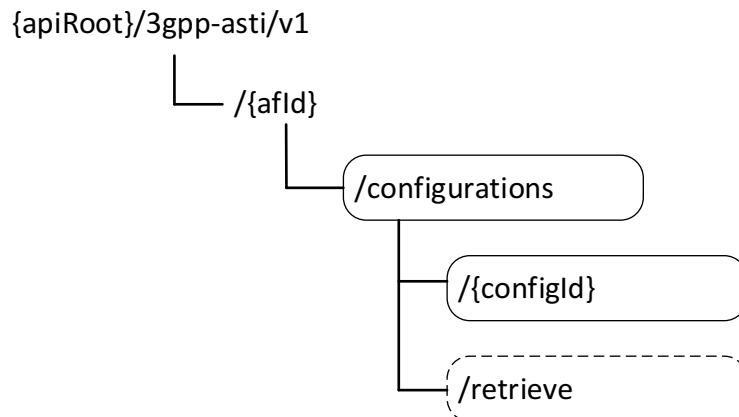 {apiRoot}/3gpp-asti/v1
/{afId}
/configurations
/{configId}
/retrieve